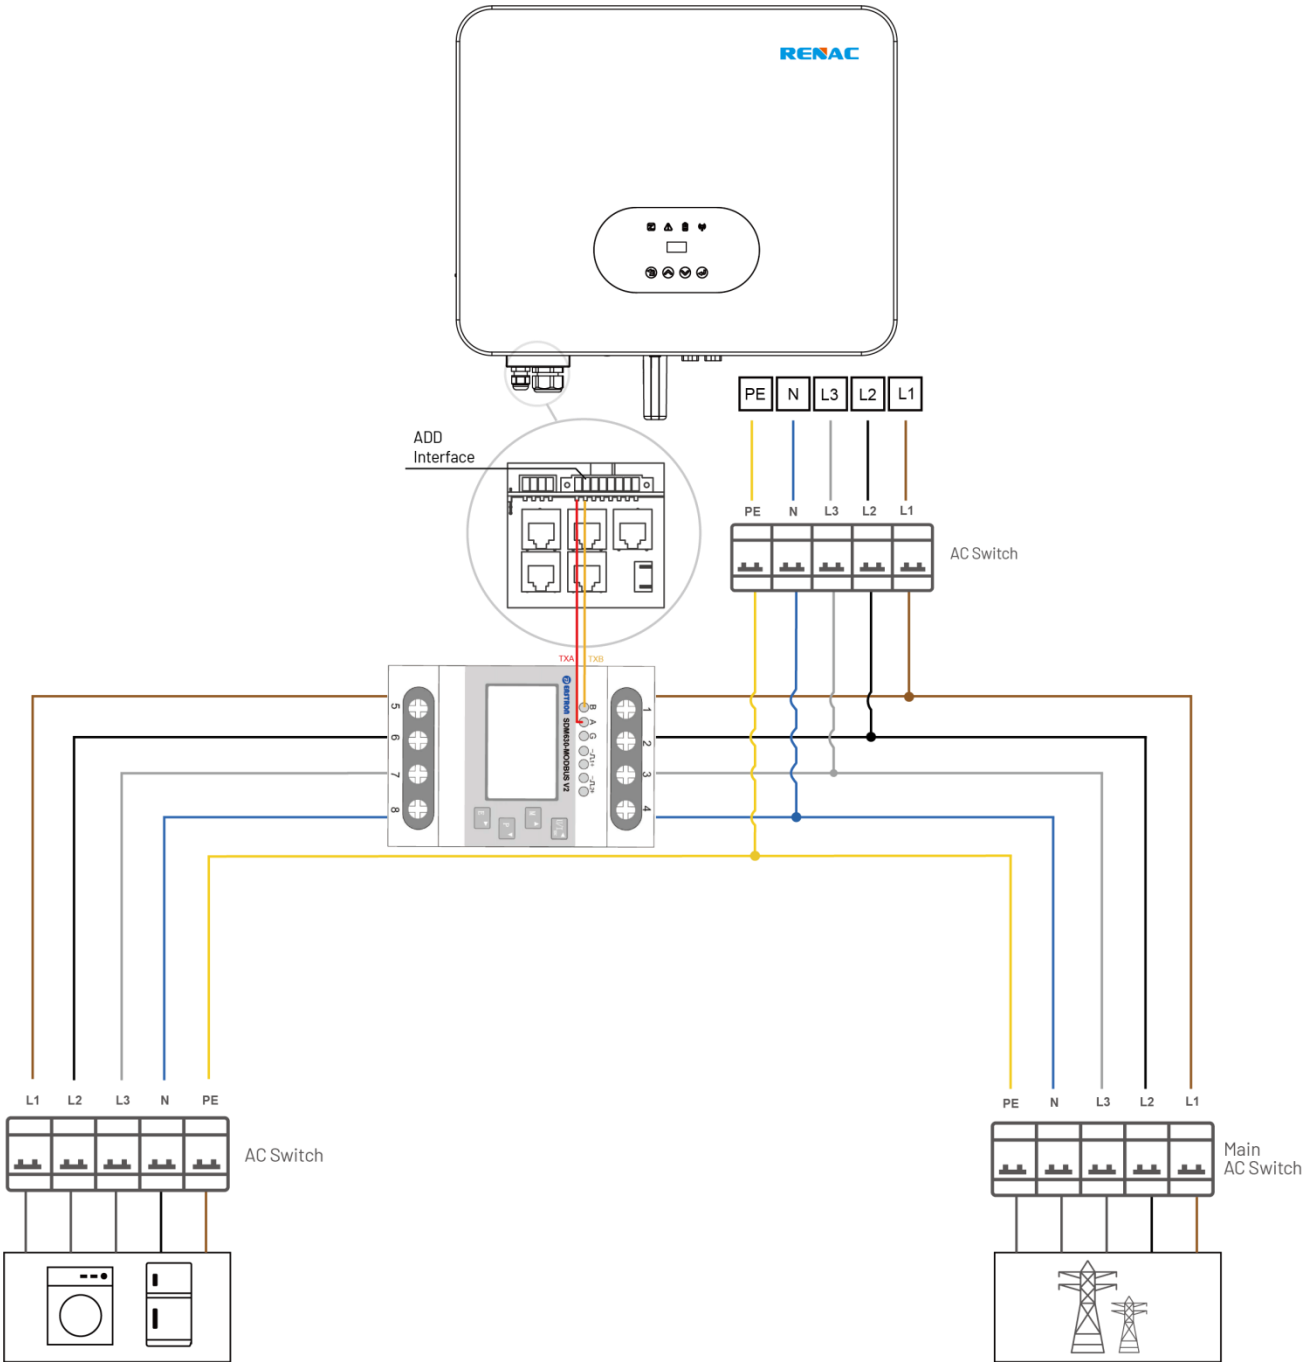 RENAC
PE N L3 L2 L1
ADD
Interface
PE N L3 L2 L1
AC Switch
TXA TXB
5
6
7
8
SDM630-MODBUS V2
B
A
G
1
2
3
4
L1 L2 L3 N PE
AC Switch
PE N L3 L2 L1
Main
AC Switch